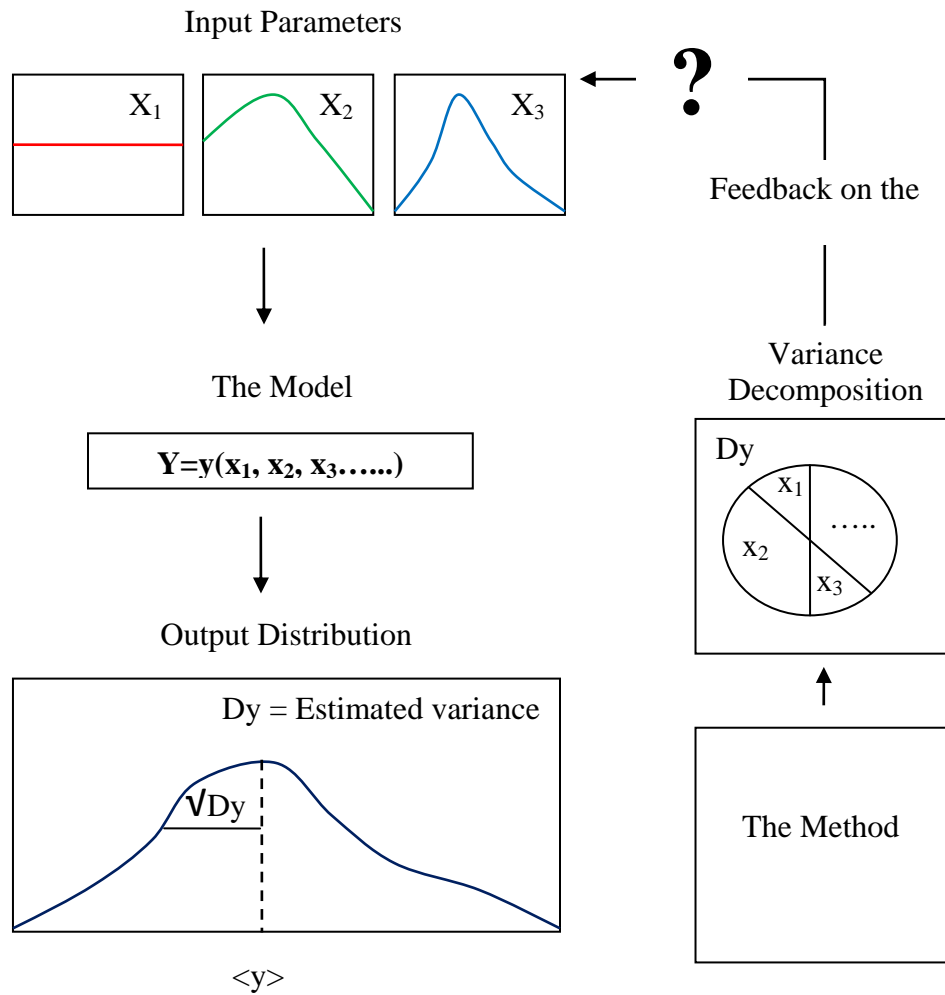 Input Parameters
X₁
X₂
X₃
?
Feedback on the
The Model
Y=y(x₁, x₂, x₃…...)
Output Distribution
Dy = Estimated variance
√Dy
<y>
Variance
Decomposition
Dy
x₁
…..
x₂
x₃
The Method